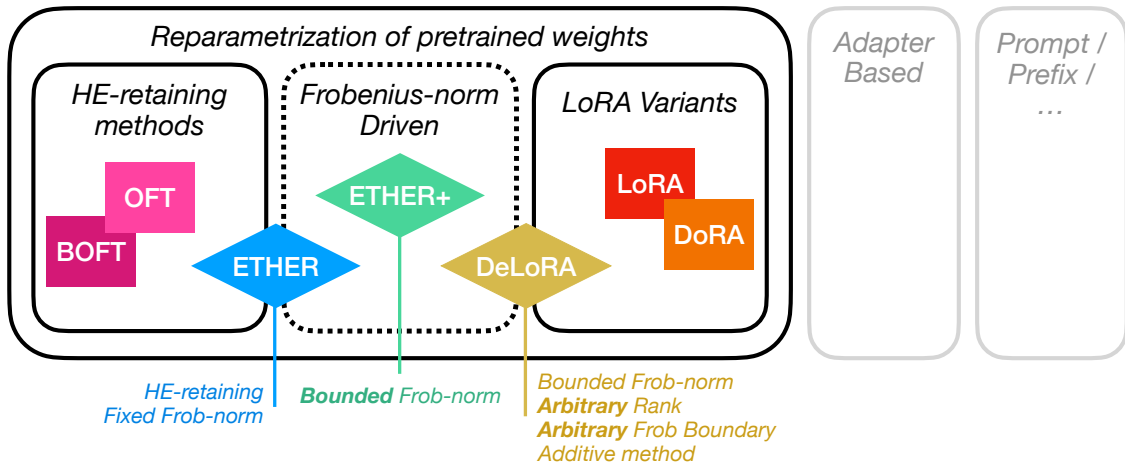 Reparametrization of pretrained weights
HE-retaining
methods
OFT
BOFT
ETHER
Frobenius-norm
Driven
ETHER+
DeLoRA
LoRA Variants
LoRA
DoRA
Adapter
Based
Prompt /
Prefix /
...
HE-retaining
Fixed Frob-norm
Bounded Frob-norm
Bounded Frob-norm
Arbitrary Rank
Arbitrary Frob Boundary
Additive method